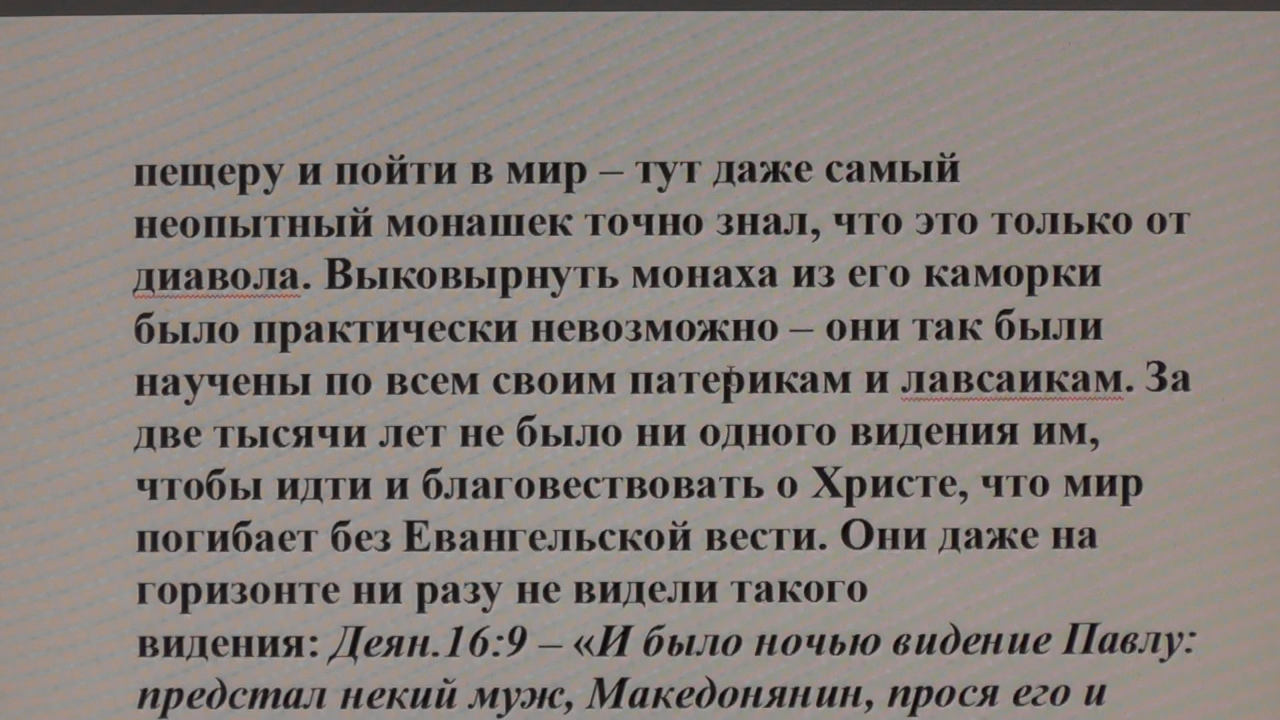 пещеру и пойти в мир – тут даже самый
неопытный монашек точно знал, что это только от
диавола. Выковырнуть монаха из его каморки
было практически невозможно – они так были
научены по всем своим патерикам и лавсаикам. За
две тысячи лет не было ни одного видения им,
чтобы идти и благовествовать о Христе, что мир
погибает без Евангельской вести. Они даже на
горизонте ни разу не видели такого
видения: Деян.16:9 – «И было ночью видение Павлу:
предстал некий муж, Македонянин, прося его и